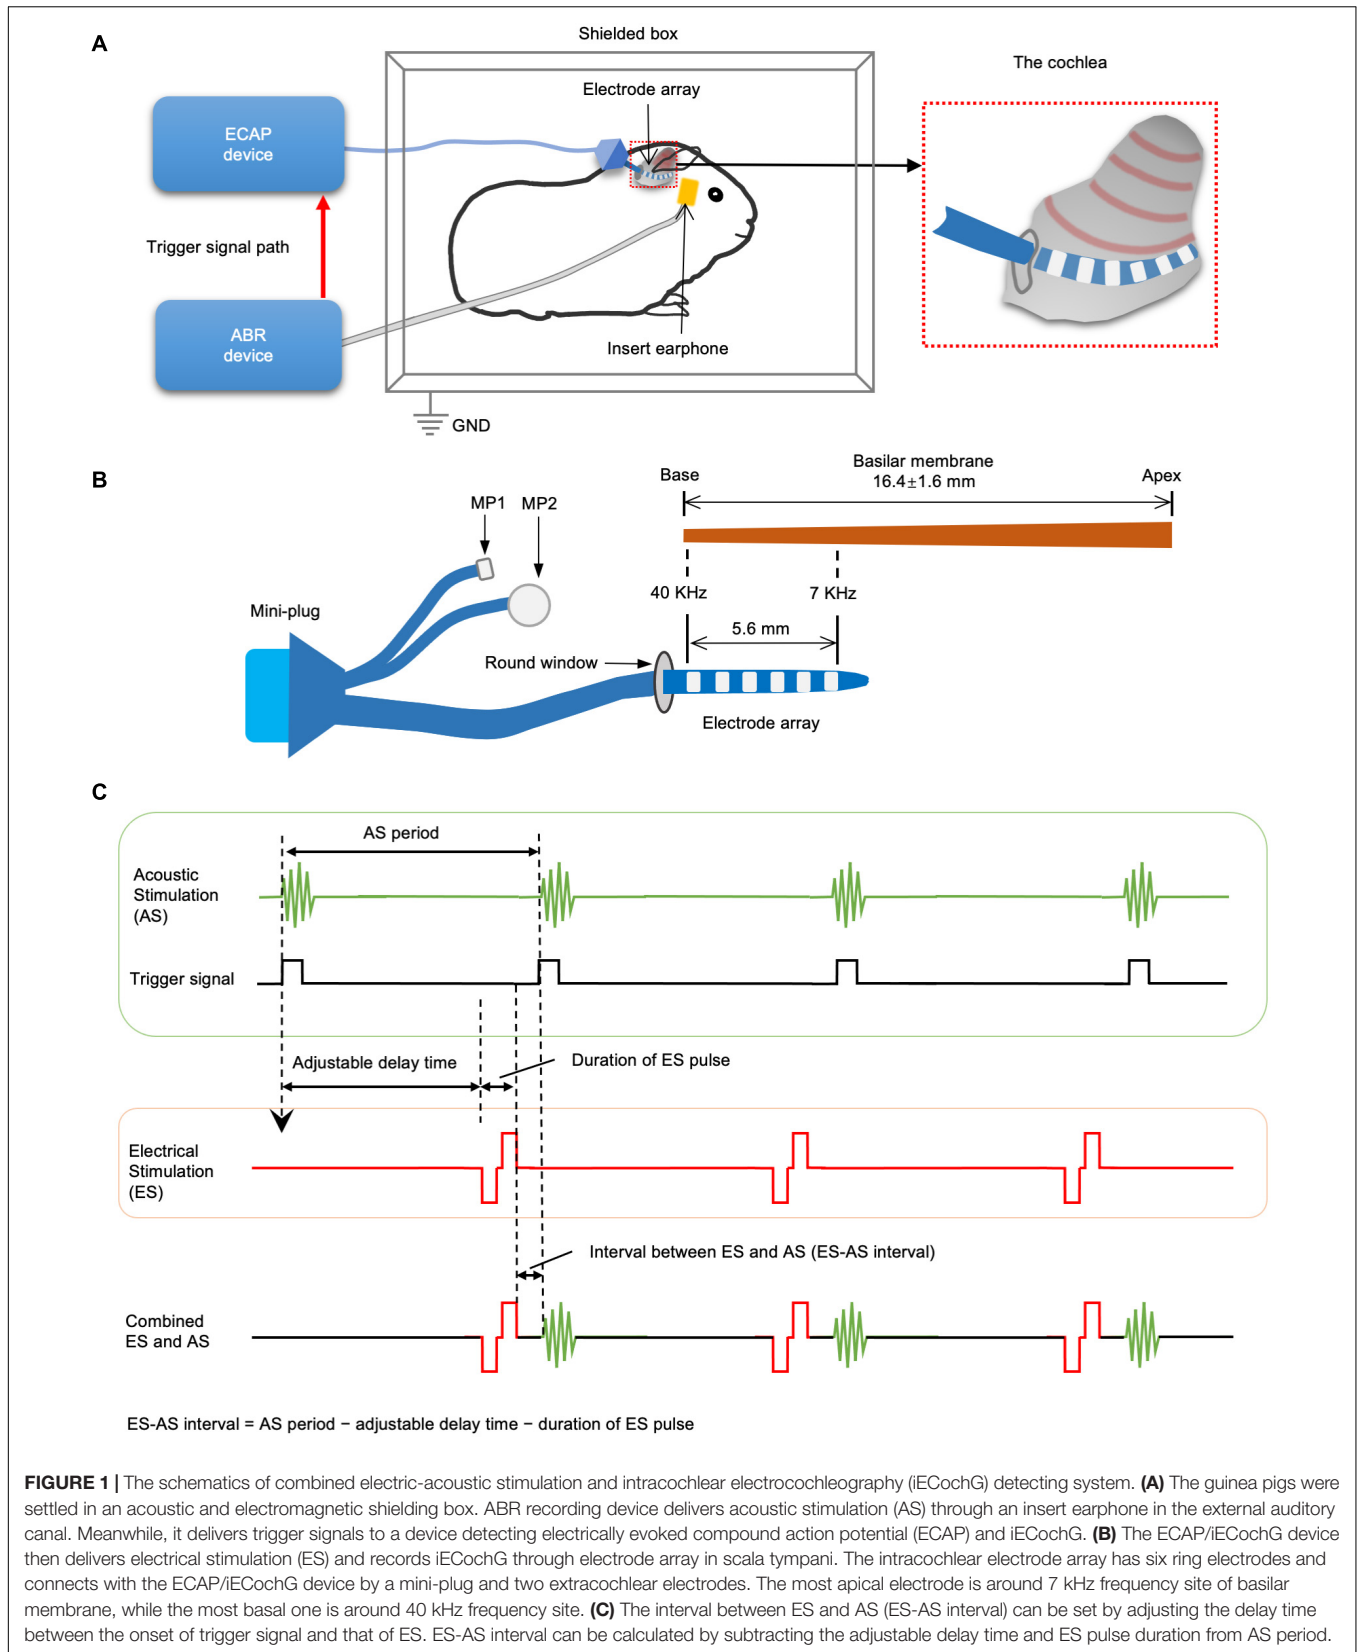 A
Shielded box
The cochlea
Electrode array
ECAP
device
Trigger signal path
ABR
device
Insert earphone
GND
B
Base
Basilar membrane
16.4±1.6 mm
Apex
MP1
MP2
40 KHz
7 KHz
Mini-plug
5.6 mm
Round window
Electrode array
C
AS period
Acoustic
Stimulation
(AS)
Trigger signal
Adjustable delay time
Duration of ES pulse
Electrical
Stimulation
(ES)
Interval between ES and AS (ES-AS interval)
Combined
ES and AS
ES-AS interval = AS period − adjustable delay time − duration of ES pulse
FIGURE 1 | The schematics of combined electric-acoustic stimulation and intracochlear electrocochleography (iECochG) detecting system. (A) The guinea pigs were
settled in an acoustic and electromagnetic shielding box. ABR recording device delivers acoustic stimulation (AS) through an insert earphone in the external auditory
canal. Meanwhile, it delivers trigger signals to a device detecting electrically evoked compound action potential (ECAP) and iECochG. (B) The ECAP/iECochG device
then delivers electrical stimulation (ES) and records iECochG through electrode array in scala tympani. The intracochlear electrode array has six ring electrodes and
connects with the ECAP/iECochG device by a mini-plug and two extracochlear electrodes. The most apical electrode is around 7 kHz frequency site of basilar
membrane, while the most basal one is around 40 kHz frequency site. (C) The interval between ES and AS (ES-AS interval) can be set by adjusting the delay time
between the onset of trigger signal and that of ES. ES-AS interval can be calculated by subtracting the adjustable delay time and ES pulse duration from AS period.